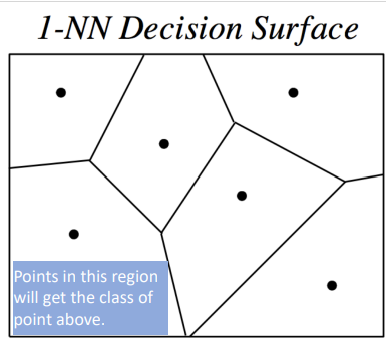 1-NN Decision Surface
Points in this region
will get the class of
point above.